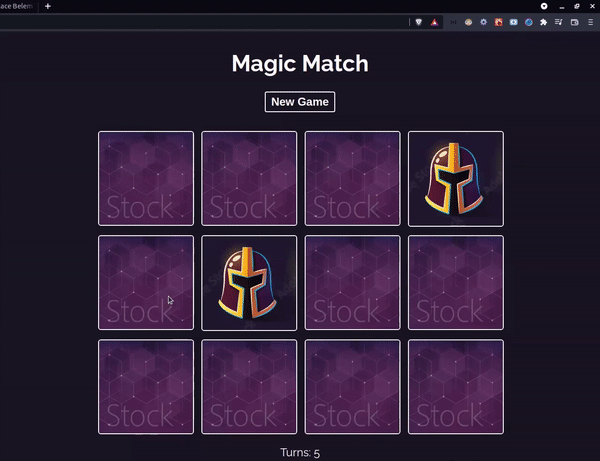 ace Belem
Magic Match
New Game
Stock Stock Stock
Stock Stock Stock
Stock Stock Stock Stock
Turns: 5